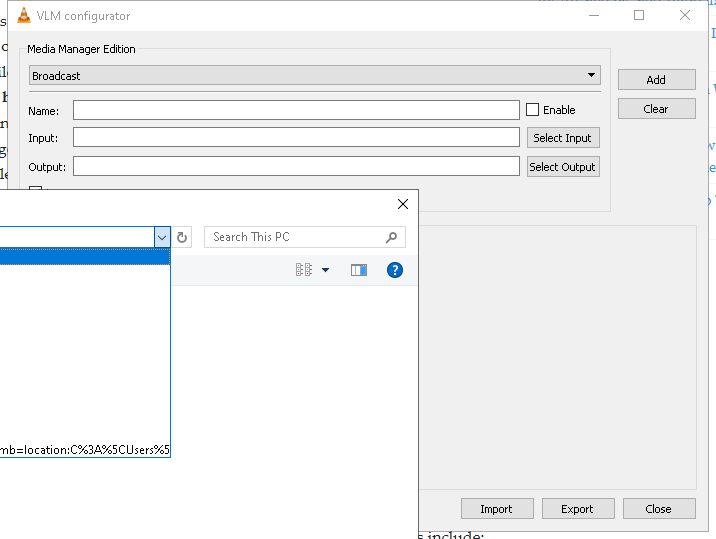 VLM configurator
Media Manager Edition
Broadcast
Add
Name:
Enable
Clear
Input:
Select Input
Output:
Select Output
Search This PC
mb=location:C%3A%5CUsers%5
Import
Export
Close
include: